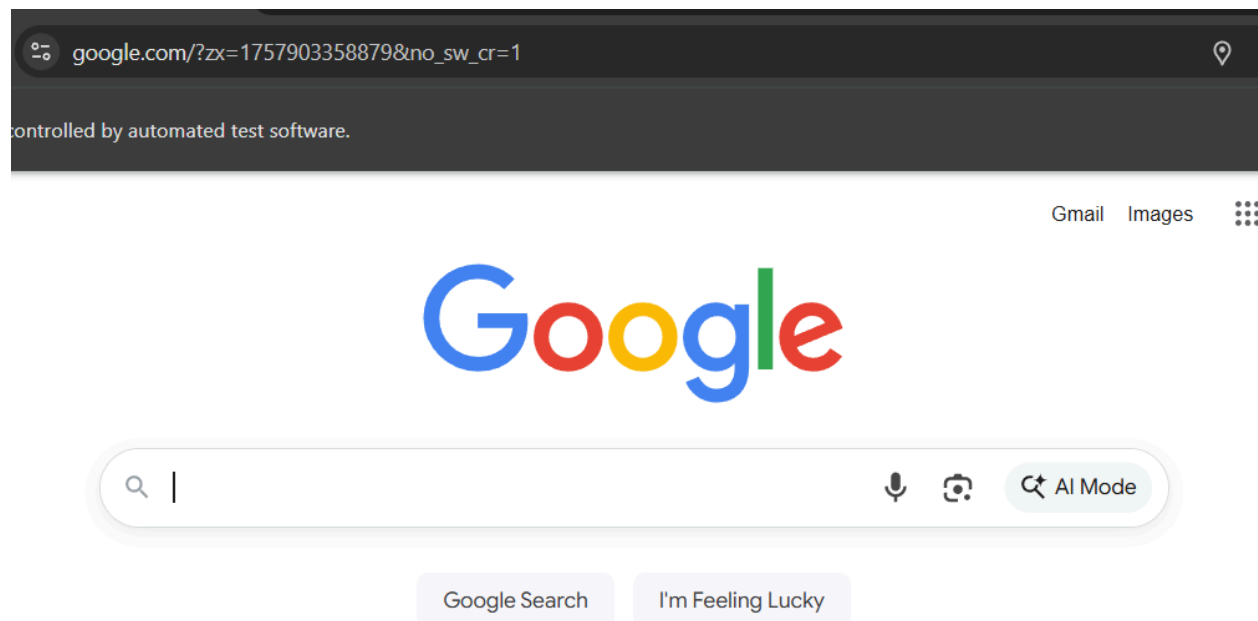 google.com/?zx=1757903358879&no_sw_cr=1
controlled by automated test software.
Gmail Images
Google
AI Mode
Google Search I'm Feeling Lucky